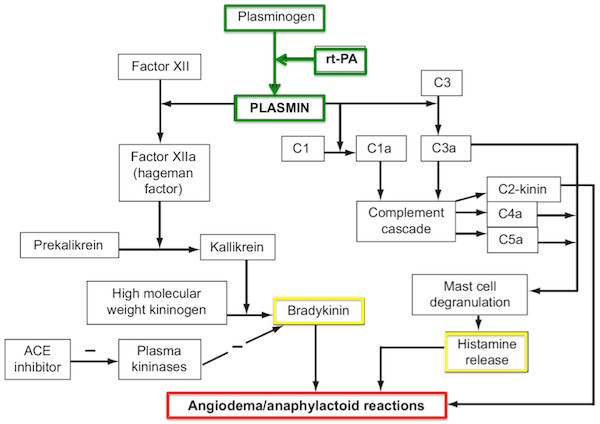 Plasminogen
rt-PA
Factor XII
C3
PLASMIN
C1
C1a
C3a
Factor XIIa
(hageman
factor)
C2-kinin
Complement
cascade
C4a
C5a
Prekalikrein
Kallikrein
Mast cell
degranulation
High molecular
weight kininogen
Bradykinin
Histamine
release
ACE
inhibitor
–
Plasma
kininases
–
Angiodema/anaphylactoid reactions